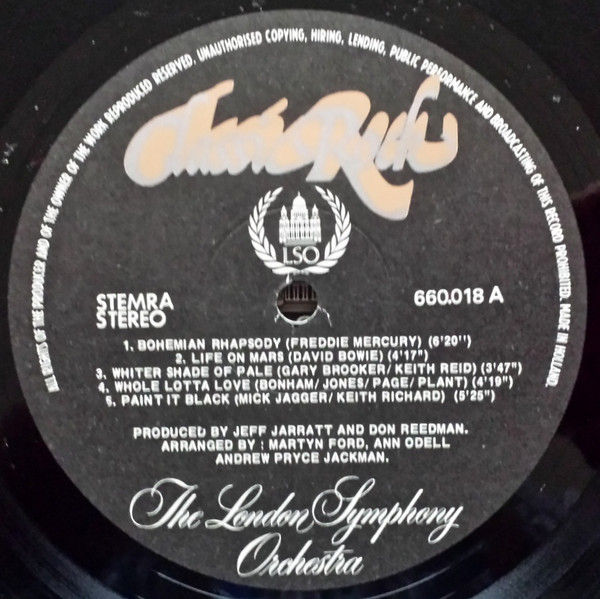 ALL RIGHTS OF THE PRODUCER AND OF THE OWNER OF THE WORK REPRODUCED RESERVED. UNAUTHORISED COPYING, HIRING, LENDING, PUBLIC PERFORMANCE AND BROADCASTING OF THIS RECORD PROHIBITED. MADE IN HOLLAND.
Classic Rock
LSO
STEMRA
STEREO
660.018 A
1. BOHEMIAN RHAPSODY (FREDDIE MERCURY) (6'20'')
2. LIFE ON MARS (DAVID BOWIE) (4'17")
3. WHITER SHADE OF PALE (GARY BROOKER/ KEITH REID) (3'47")
4. WHOLE LOTTA LOVE (BONHAM/ JONES/ PAGE/ PLANT) (4'19")
5. PAINT IT BLACK (MICK JAGGER/ KEITH RICHARD) (5'25")
PRODUCED BY JEFF JARRATT AND DON REEDMAN.
ARRANGED BY : MARTYN FORD, ANN ODELL
ANDREW PRYCE JACKMAN.
The London Symphony
Orchestra